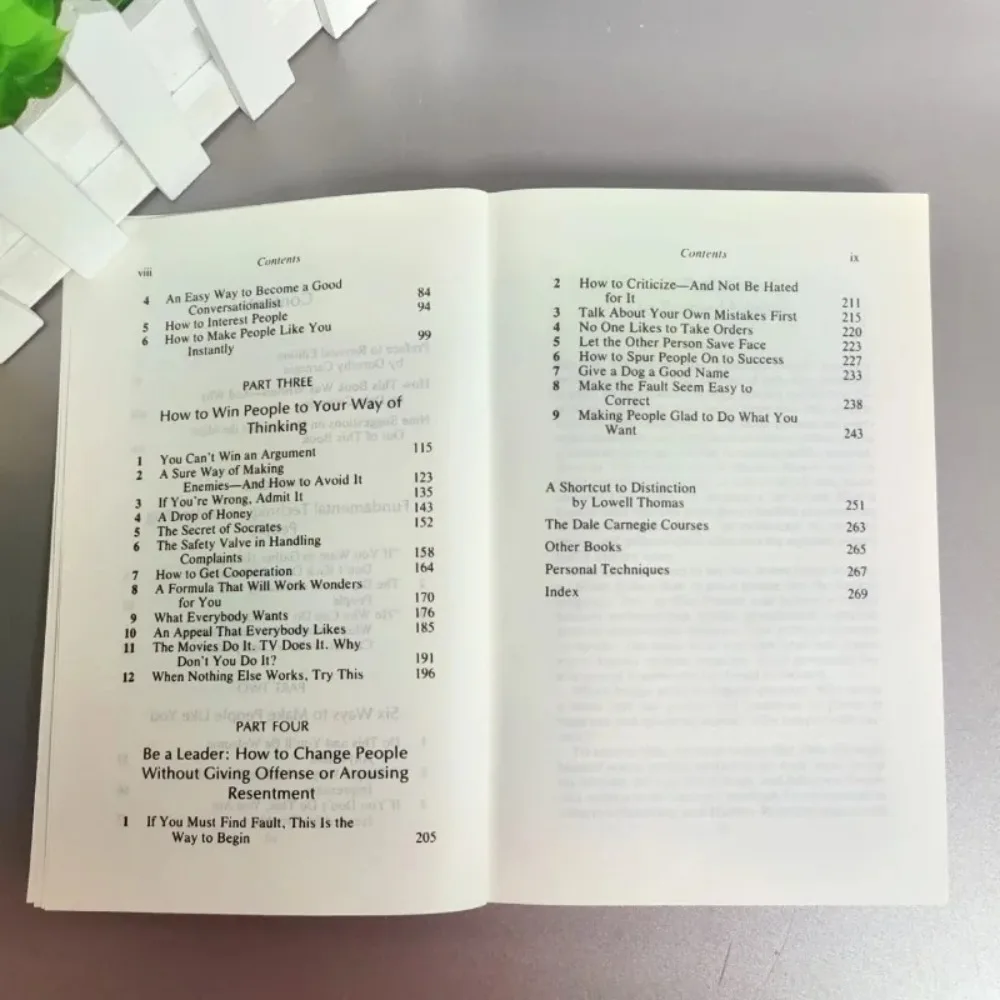 viii
Contents
4 An Easy Way to Become a Good
Conversationalist 84
5 How to Interest People 94
6 How to Make People Like You
Instantly 99
PART THREE
How to Win People to Your Way of
Thinking
1 You Can't Win an Argument 115
2 A Sure Way of Making
Enemies—And How to Avoid It 123
3 If You're Wrong, Admit It 135
4 A Drop of Honey 143
5 The Secret of Socrates 152
6 The Safety Valve in Handling
Complaints 158
7 How to Get Cooperation 164
8 A Formula That Will Work Wonders
for You 170
9 What Everybody Wants 176
10 An Appeal That Everybody Likes 185
11 The Movies Do It. TV Does It. Why
Don't You Do It? 191
12 When Nothing Else Works, Try This 196
PART FOUR
Be a Leader: How to Change People
Without Giving Offense or Arousing
Resentment
1 If You Must Find Fault, This Is the
Way to Begin 205
Contents
ix
2 How to Criticize—And Not Be Hated
for It 211
3 Talk About Your Own Mistakes First 215
4 No One Likes to Take Orders 220
5 Let the Other Person Save Face 223
6 How to Spur People On to Success 227
7 Give a Dog a Good Name 233
8 Make the Fault Seem Easy to
Correct 238
9 Making People Glad to Do What You
Want 243
A Shortcut to Distinction
by Lowell Thomas 251
The Dale Carnegie Courses 263
Other Books 265
Personal Techniques 267
Index 269